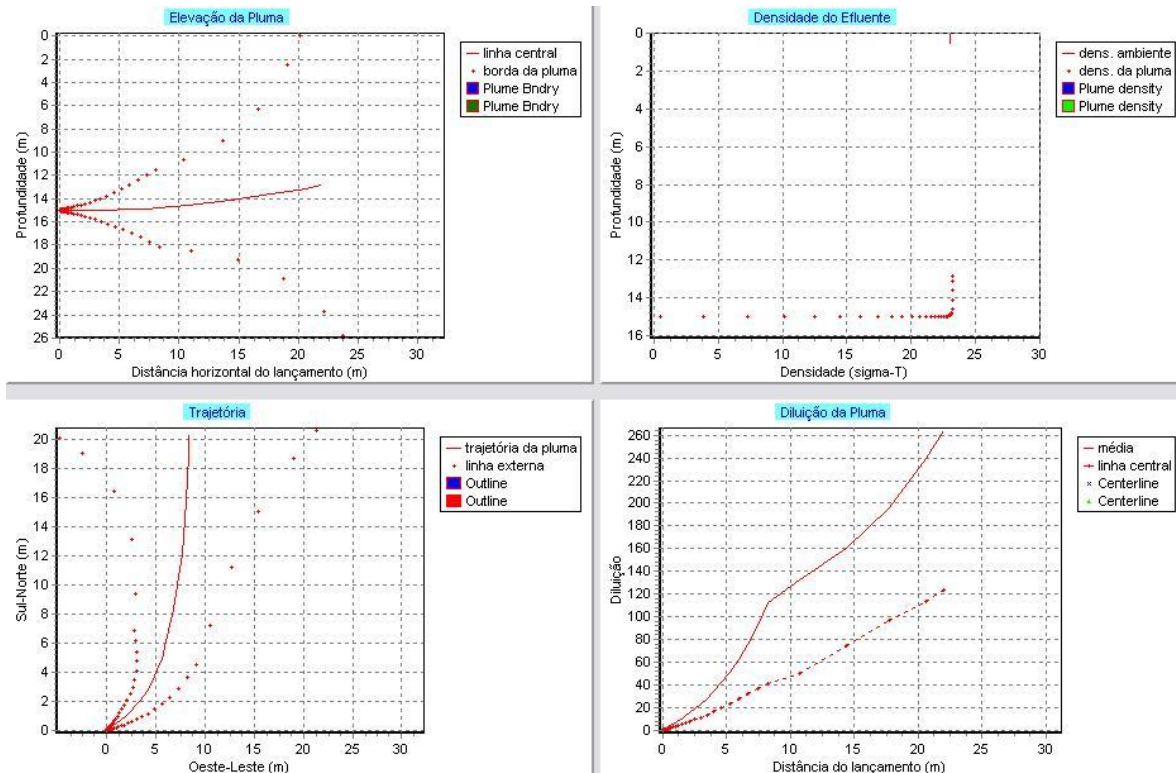 Elevação da Pluma
Profundidade (m)
0
2
4
6
8
10
12
14
16
18
20
22
24
26
0
5
10
15
20
25
30
Distância horizontal do lançamento (m)
linha central
borda da pluma
Plume Bndry
Plume Bndry
Densidade do Efluente
Profundidade (m)
0
2
4
6
8
10
12
14
16
0
5
10
15
20
25
30
Densidade (sigma-T)
dens. ambiente
dens. da pluma
Plume density
Plume density
Trajetória
Sul-Norte (m)
20
18
16
14
12
10
8
6
4
2
0
0
5
10
15
20
25
30
Oeste-Leste (m)
trajetória da pluma
linha externa
Outline
Outline
Diluição da Pluma
Diluição
260
240
220
200
180
160
140
120
100
80
60
40
20
0
0
5
10
15
20
25
30
Distância do lançamento (m)
média
linha central
Centerline
Centerline